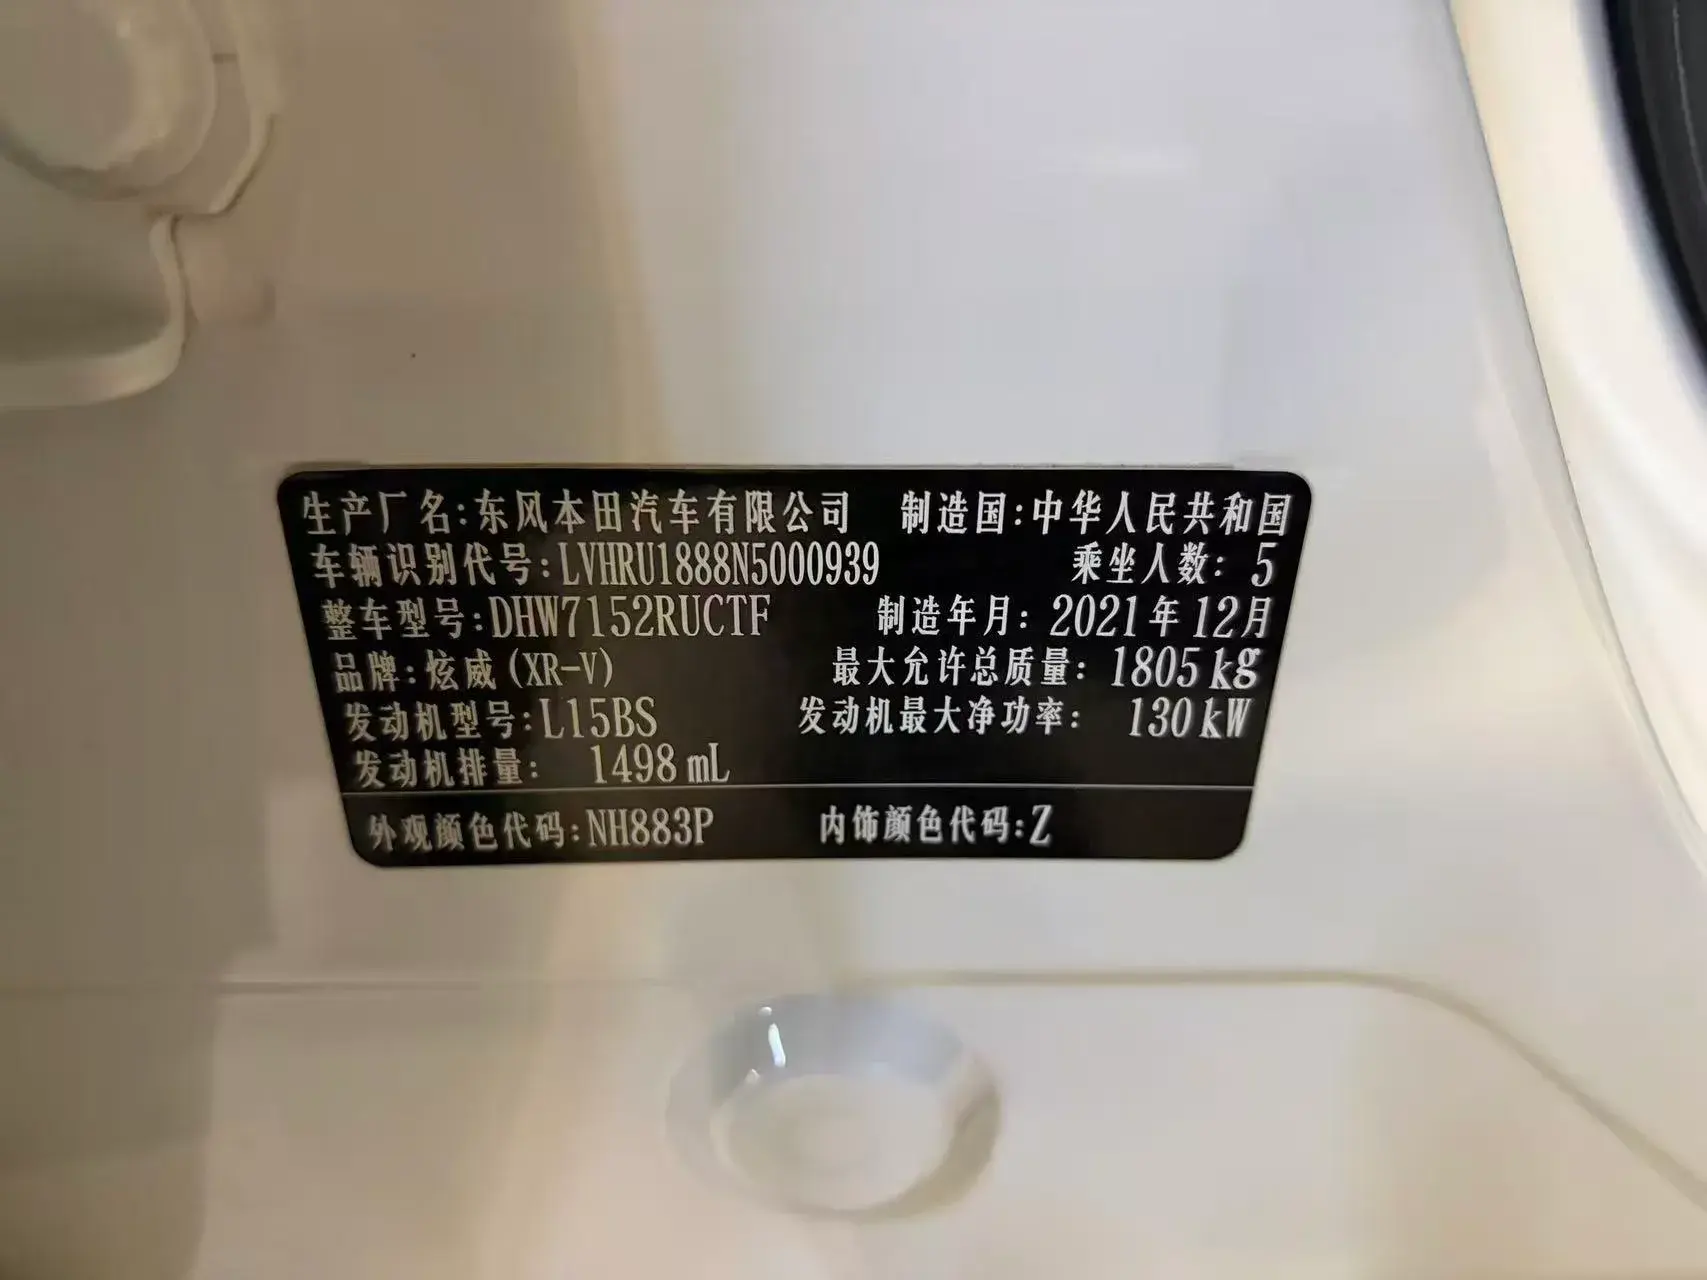 生产厂名:东风本田汽车有限公司 制造国:中华人民共和国
车辆识别代号:LVHRU1888N5000939 乘坐人数: 5
整车型号:DHW7152RUCTF 制造年月: 2021年12月
品牌:炫威(XR-V) 最大允许总质量: 1805 kg
发动机型号:L15BS 发动机最大净功率: 130 kW
发动机排量: 1498 mL
外观颜色代码:NH883P 内饰颜色代码:Z